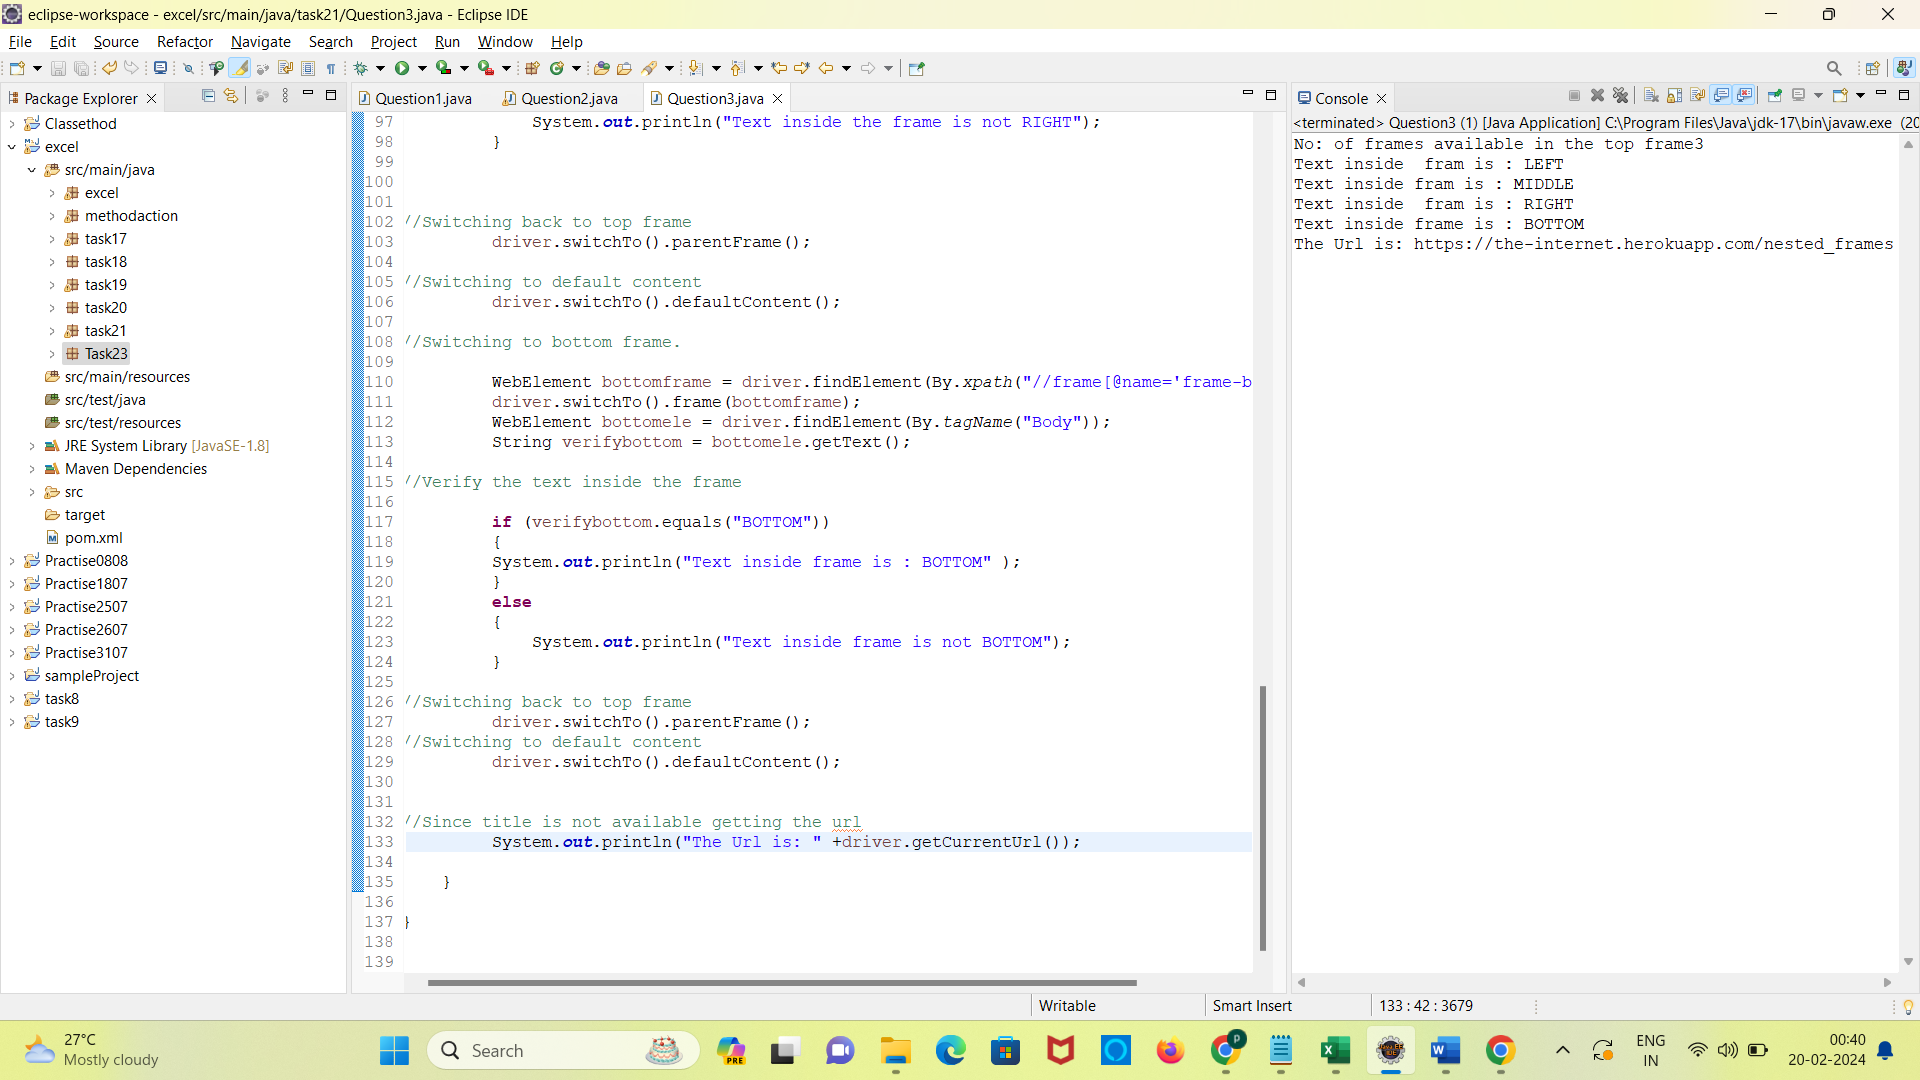 eclipse-workspace - excel/src/main/java/task21/Question3.java - Eclipse IDE
File Edit Source Refactor Navigate Search Project Run Window Help
Package Explorer
Classethod
excel
src/main/java
excel
methodaction
task17
task18
task19
task20
task21
Task23
src/main/resources
src/test/java
src/test/resources
JRE System Library [JavaSE-1.8]
Maven Dependencies
src
target
pom.xml
Practise0808
Practise1807
Practise2507
Practise2607
Practise3107
sampleProject
task8
task9
Question1.java Question2.java Question3.java
97 System.out.println("Text inside the frame is not RIGHT");
98 }
99
100
101
102 //Switching back to top frame
103 driver.switchTo().parentFrame();
104
105 //Switching to default content
106 driver.switchTo().defaultContent();
107
108 //Switching to bottom frame.
109
110 WebElement bottomframe = driver.findElement(By.xpath("//frame[@name='frame-b
111 driver.switchTo().frame(bottomframe);
112 WebElement bottomele = driver.findElement(By.tagName("Body"));
113 String verifybottom = bottomele.getText();
114
115 //Verify the text inside the frame
116
117 if (verifybottom.equals("BOTTOM"))
118 {
119 System.out.println("Text inside frame is : BOTTOM" );
120 }
121 else
122 {
123 System.out.println("Text inside frame is not BOTTOM");
124 }
125
126 //Switching back to top frame
127 driver.switchTo().parentFrame();
128 //Switching to default content
129 driver.switchTo().defaultContent();
130
131
132 //Since title is not available getting the url
133 System.out.println("The Url is: " +driver.getCurrentUrl());
134
135 }
136
137 }
138
139
Console
<terminated> Question3 (1) [Java Application] C:\Program Files\Java\jdk-17\bin\javaw.exe (20
No: of frames available in the top frame3
Text inside  fram is : LEFT
Text inside fram is : MIDDLE
Text inside  fram is : RIGHT
Text inside frame is : BOTTOM
The Url is: https://the-internet.herokuapp.com/nested_frames
Writable Smart Insert 133 : 42 : 3679
27°C
Mostly cloudy
Search
PRE
P
ENG
IN
00:40
20-02-2024